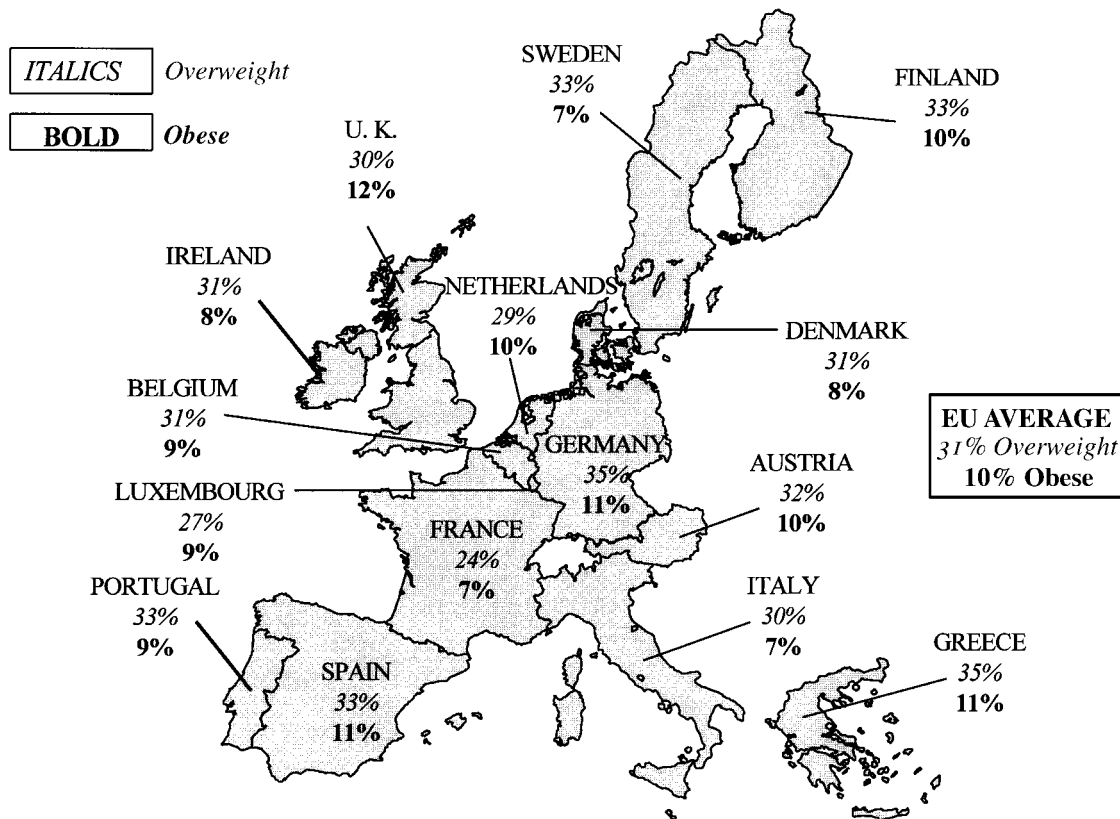 ITALICS Overweight
BOLD Obese
SWEDEN
33%
7%
FINLAND
33%
10%
U. K.
30%
12%
IRELAND
31%
8%
NETHERLANDS
29%
10%
DENMARK
31%
8%
BELGIUM
31%
9%
GERMANY
35%
11%
EU AVERAGE
31% Overweight
10% Obese
AUSTRIA
32%
10%
LUXEMBOURG
27%
9%
FRANCE
24%
7%
PORTUGAL
33%
9%
ITALY
30%
7%
SPAIN
33%
11%
GREECE
35%
11%